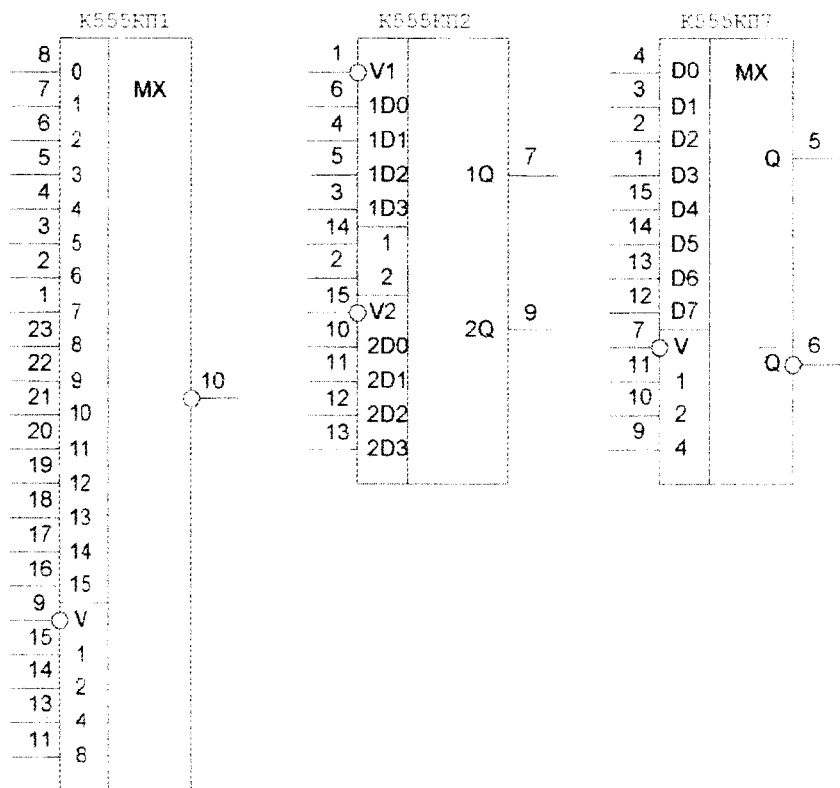 К555КП1
К555КП2
К555КП7
8 0 MX
7 1
6 2
5 3
4 4
3 5
2 6
1 7
23 8
22 9
10
21 10
20 11
19 12
18 13
17 14
16 15
9 V
15 1
14 2
13 4
11 8
1 V1
6 1D0
4 1D1
5 1D2 1Q 7
3 1D3
14 1
2 2
15 V2
10 2D0 2Q 9
11 2D1
12 2D2
13 2D3
4 D0 MX
3 D1
2 D2 Q 5
1 D3
15 D4
14 D5
13 D6
12 D7
7 V Q 6
11 1
10 2
9 4